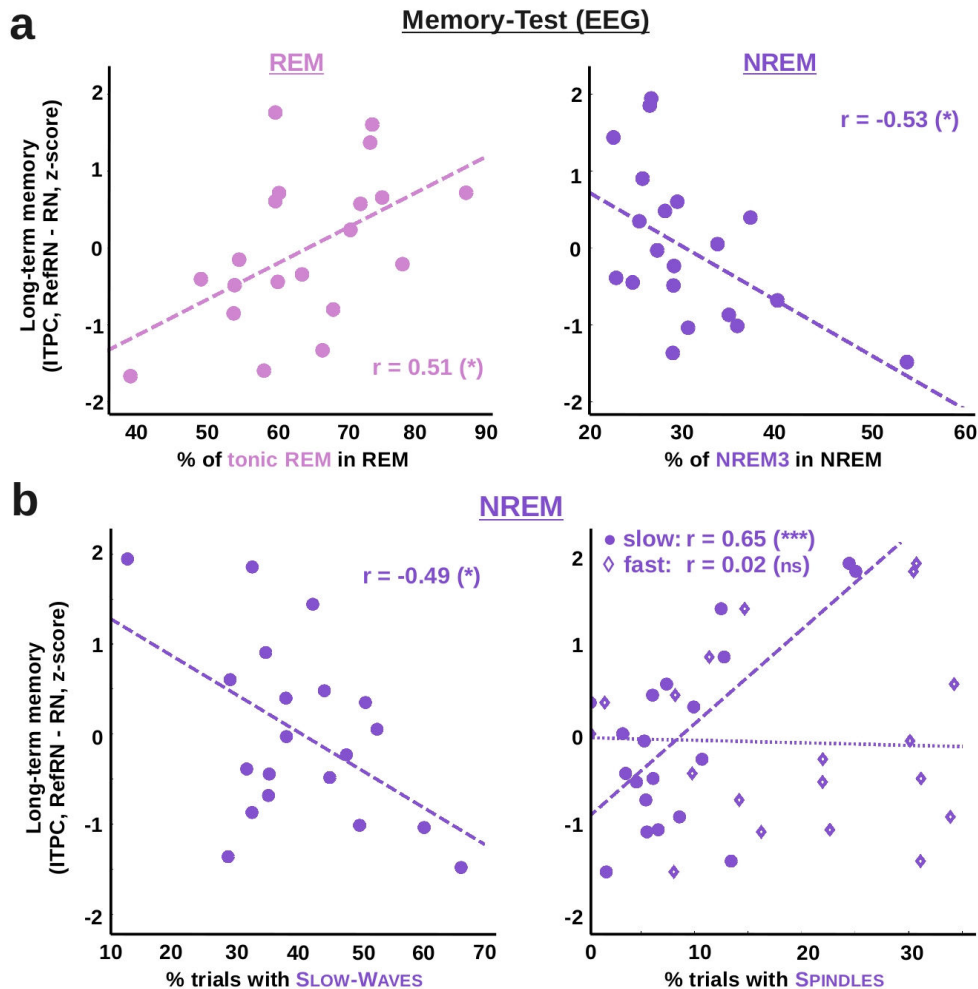 a
Memory-Test (EEG)
REM
Long-term memory
(ITPC, RefRN - RN, z-score)
2
1
0
-1
-2
r = 0.51 (*)
40 50 60 70 80 90
% of tonic REM in REM
NREM
2
1
0
-1
-2
r = -0.53 (*)
20 30 40 50 60
% of NREM3 in NREM
b
NREM
Long-term memory
(ITPC, RefRN - RN, z-score)
2
1
0
-1
-2
r = -0.49 (*)
10 20 30 40 50 60 70
% trials with SLOW-WAVES
slow: r = 0.65 (***)
fast: r = 0.02 (ns)
2
1
0
-1
-2
0 10 20 30
% trials with SPINDLES